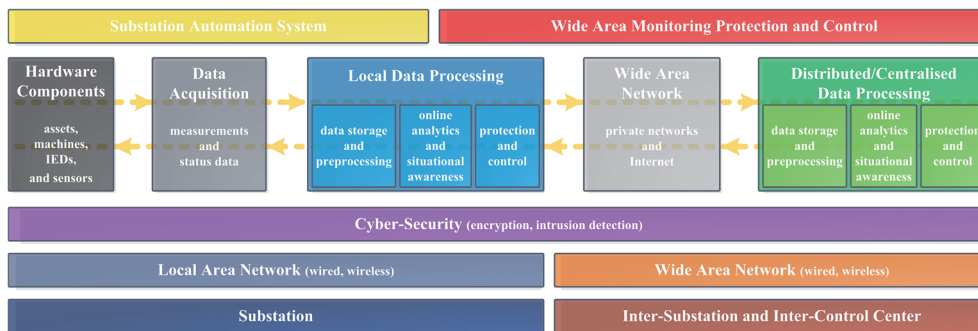 Substation Automation System
Wide Area Monitoring Protection and Control
Hardware
Components
assets,
machines,
IEDs,
and sensors
Data
Acquisition
measurements
and
status data
Local Data Processing
data storage
and
preprocessing
online
analytics
and
situational
awareness
protection
and
control
Wide Area
Network
private networks
and
Internet
Distributed/Centralised
Data Processing
data storage
and
preprocessing
online
analytics
and
situational
awareness
protection
and
control
Cyber-Security (encryption, intrusion detection)
Local Area Network (wired, wireless)
Wide Area Network (wired, wireless)
Substation
Inter-Substation and Inter-Control Center